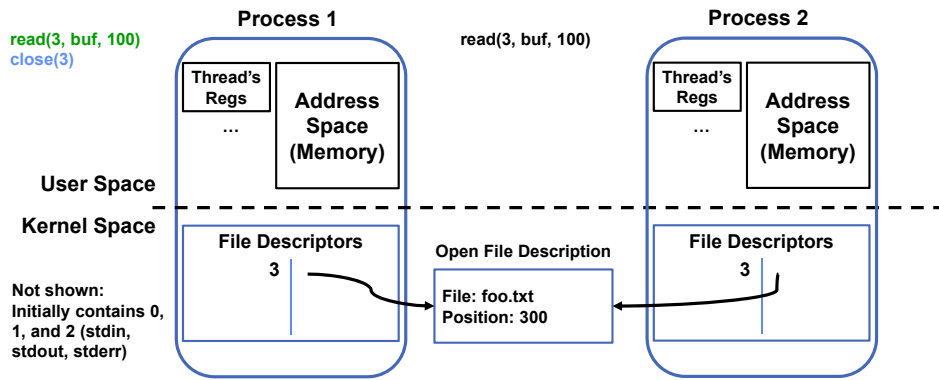 Process 1
Process 2
read(3, buf, 100)
close(3)
read(3, buf, 100)
Thread's
Regs
...
Address
Space
(Memory)
Thread's
Regs
...
Address
Space
(Memory)
User Space
Kernel Space
File Descriptors
3
Open File Description
File: foo.txt
Position: 300
File Descriptors
3
Not shown:
Initially contains 0,
1, and 2 (stdin,
stdout, stderr)